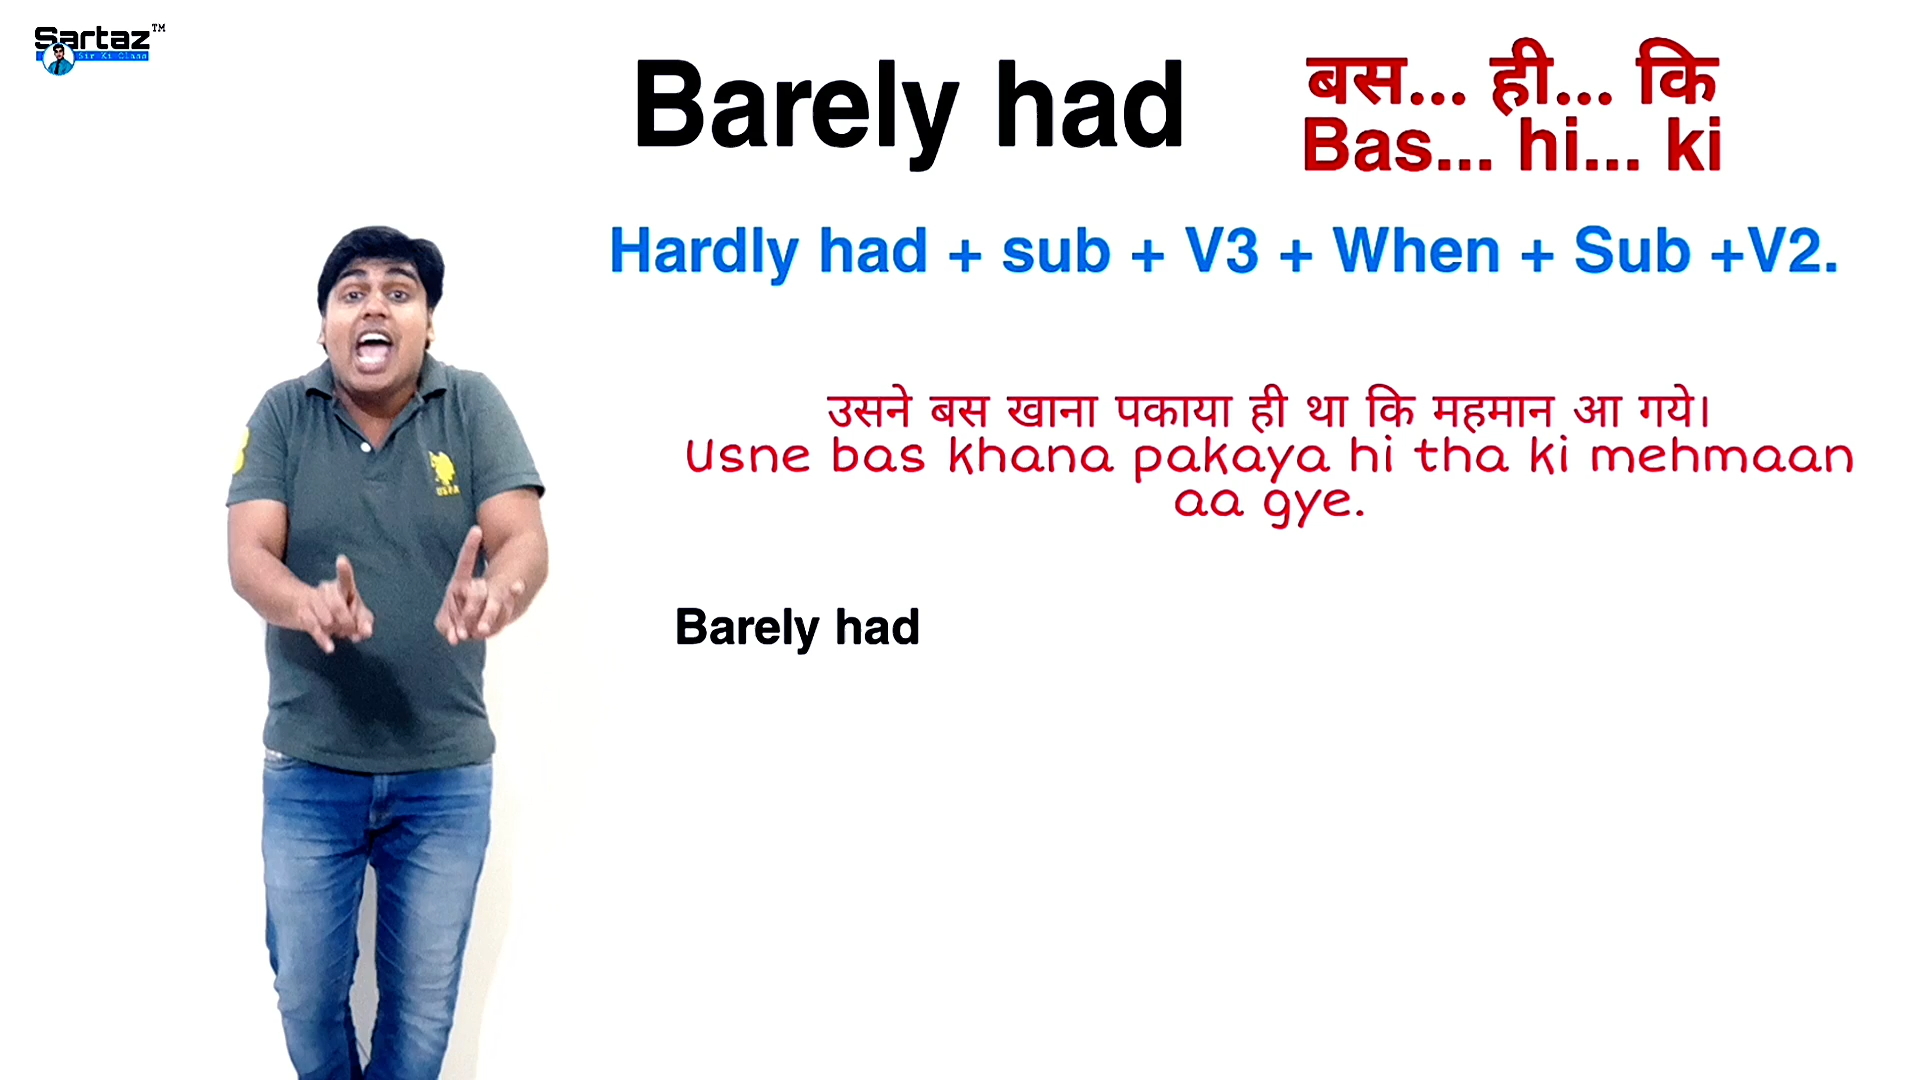 Sartaz™
Sir Ki Class
Barely had
बस... ही... कि
Bas... hi... ki
Hardly had + sub + V3 + When + Sub +V2.
उसने बस खाना पकाया ही था कि महमान आ गये।
Usne bas khana pakaya hi tha ki mehmaan
aa gye.
USPA
Barely had